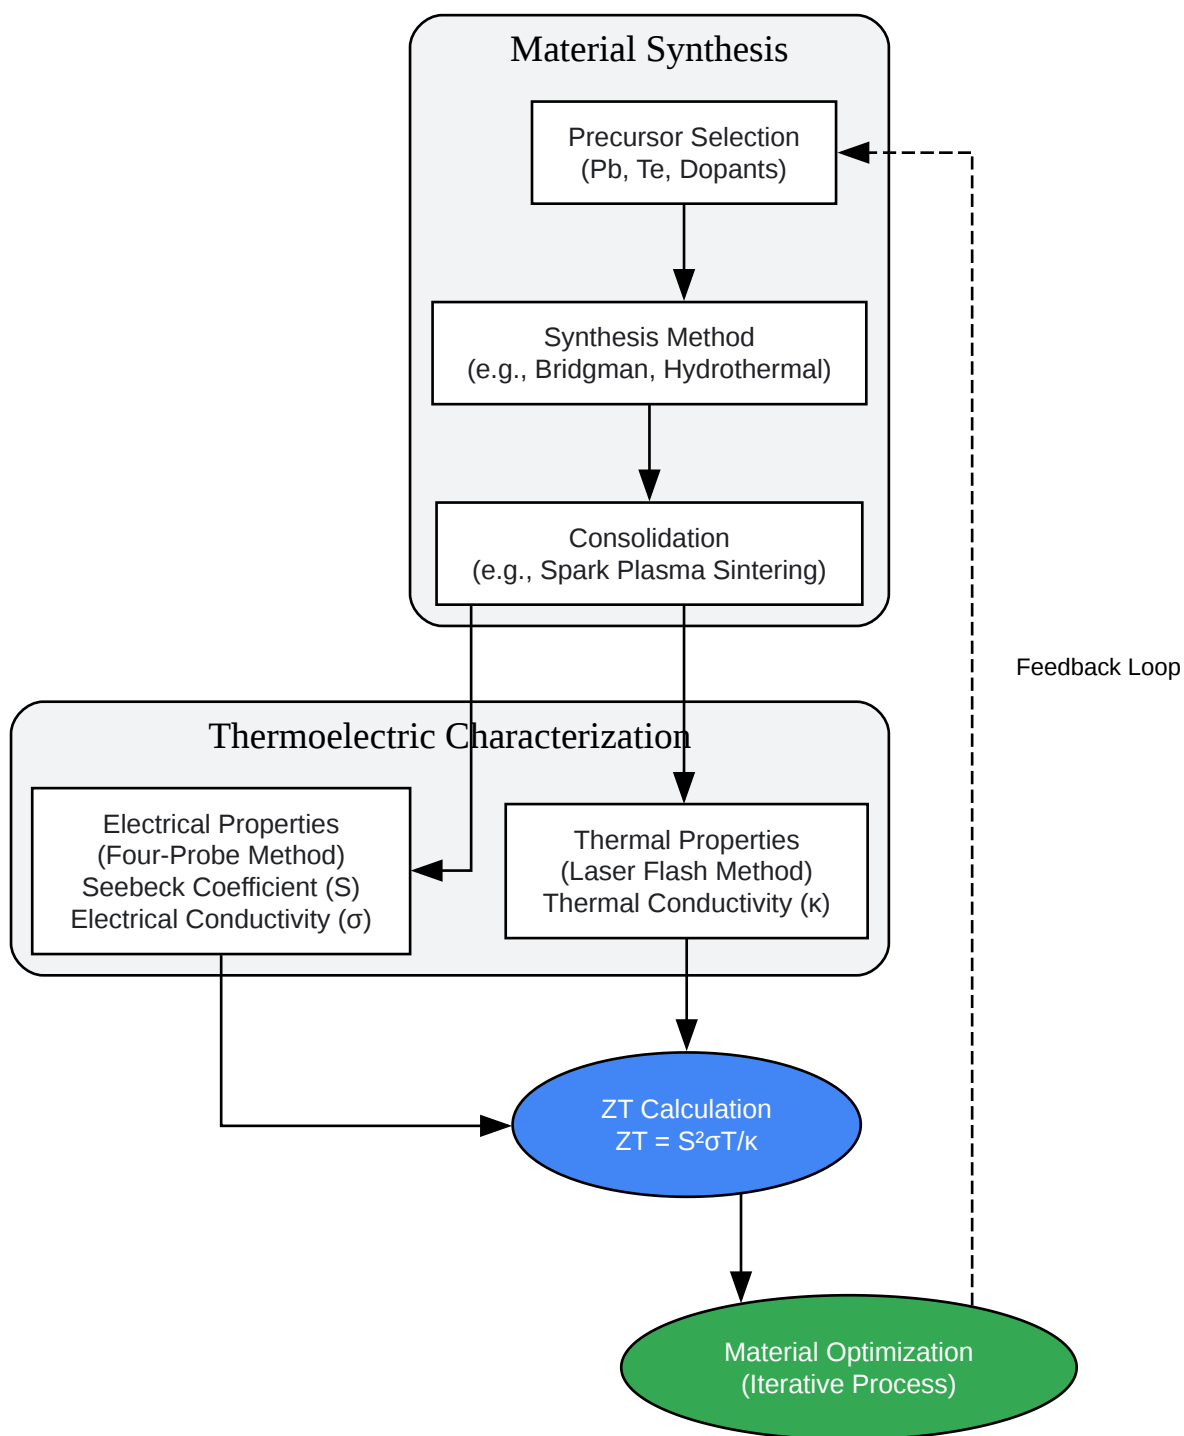 Material Synthesis
Precursor Selection
(Pb, Te, Dopants)
Synthesis Method
(e.g., Bridgman, Hydrothermal)
Consolidation
(e.g., Spark Plasma Sintering)
Feedback Loop
Thermoelectric Characterization
Electrical Properties
(Four-Probe Method)
Seebeck Coefficient (S)
Electrical Conductivity (σ)
Thermal Properties
(Laser Flash Method)
Thermal Conductivity (κ)
ZT Calculation
ZT = S²σT/κ
Material Optimization
(Iterative Process)